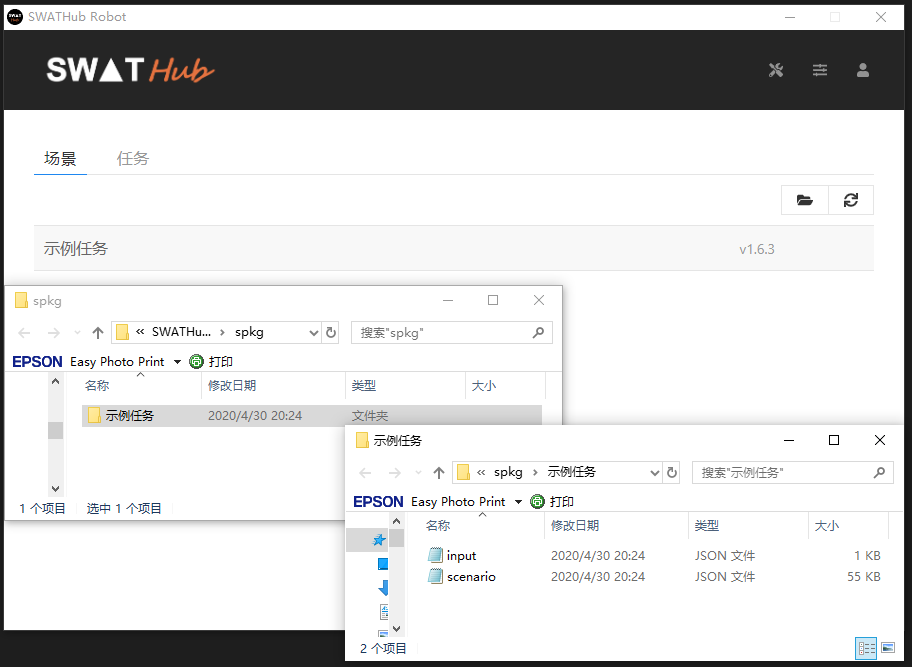 SWATHub Robot
SWAT Hub
场景 任务
示例任务 v1.6.3
spkg
« SWATHu... › spkg 搜索"spkg"
EPSON Easy Photo Print 打印
名称 修改日期 类型 大小
示例任务 2020/4/30 20:24 文件夹
1 个项目 选中 1 个项目
示例任务
« spkg › 示例任务 搜索"示例任务"
EPSON Easy Photo Print 打印
名称 修改日期 类型 大小
input 2020/4/30 20:24 JSON 文件 1 KB
scenario 2020/4/30 20:24 JSON 文件 55 KB
2 个项目